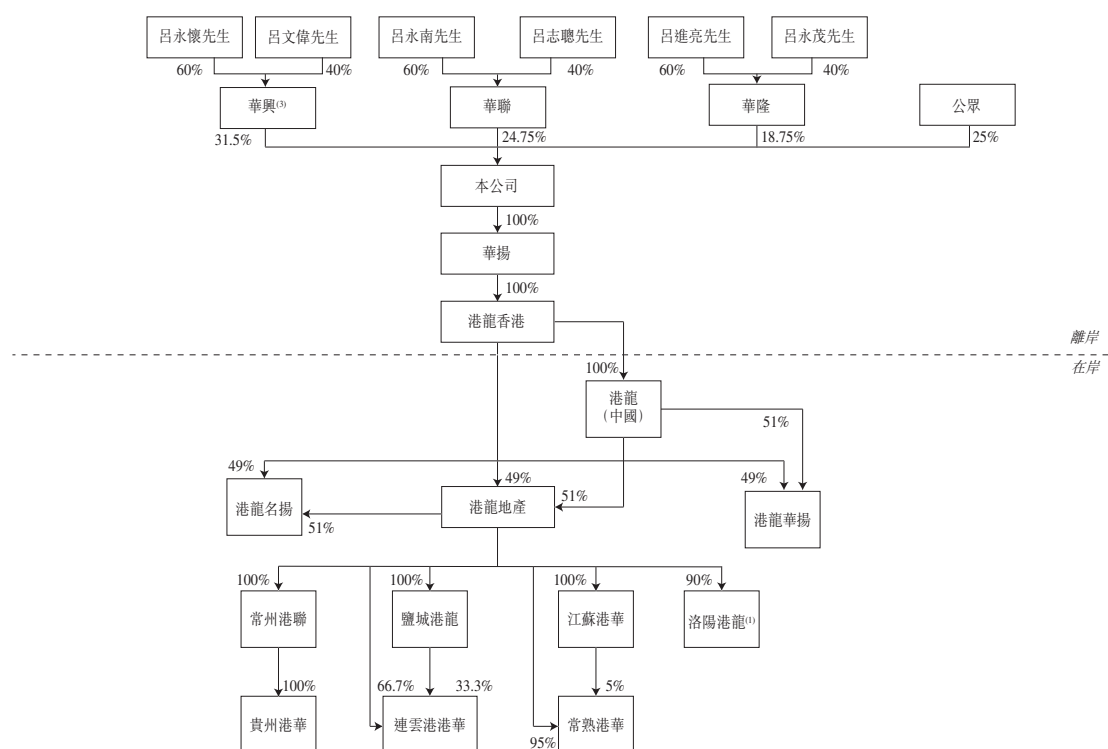 呂永懷先生
呂文偉先生
呂永南先生
呂志聰先生
呂進亮先生
呂永茂先生
60%
40%
60%
40%
60%
40%
華興(3)
華聯
華隆
公眾
31.5%
24.75%
18.75%
25%
本公司
100%
華揚
100%
港龍香港
離岸
在岸
100%
港龍
（中國）
51%
49%
49%
51%
49%
港龍名揚
港龍地產
港龍華揚
51%
100%
100%
100%
90%
常州港聯
鹽城港龍
江蘇港華
洛陽港龍(1)
100%
66.7%
33.3%
5%
貴州港華
連雲港港華
常熟港華
95%